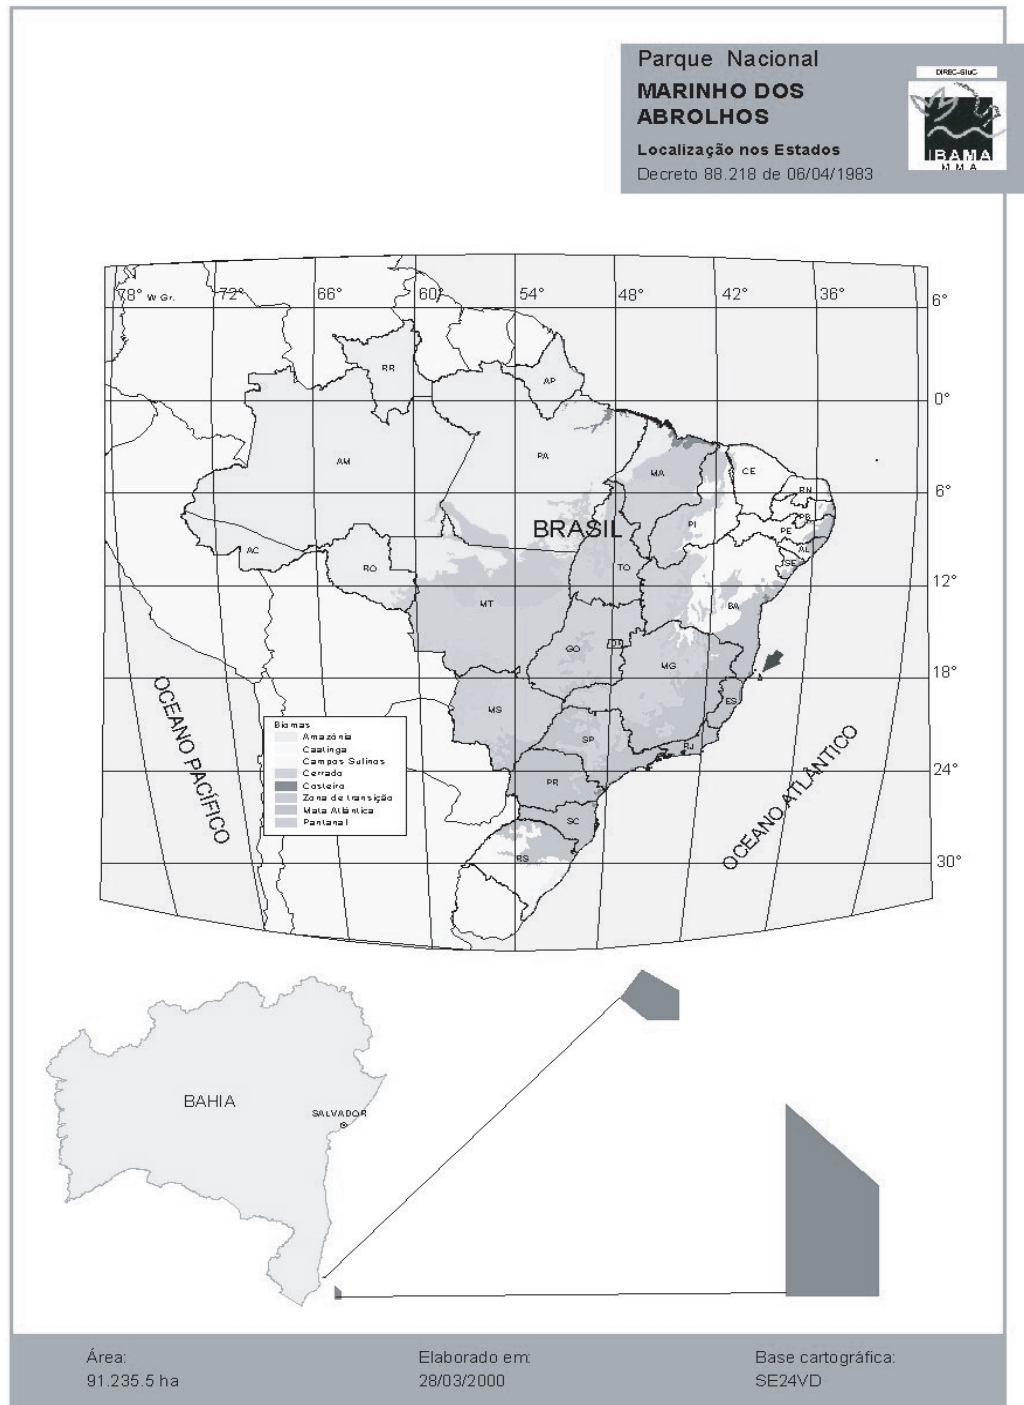 Parque Nacional
MARINHO DOS
ABROLHOS
Localização nos Estados
Decreto 88.218 de 06/04/1983
DIREC-SIUC
IBAMA
M M A
78° W Gr.
72°
66°
60°
54°
48°
42°
36°
6°
0°
6°
12°
18°
24°
30°
RR
AP
AM
PA
MA
CE
RN
PB
PE
AL
SE
PI
BRASIL
AC
RO
TO
MT
BA
GO
DF
MG
ES
MS
SP
RJ
PR
SC
RS
OCEANO PACÍFICO
OCEANO ATLÂNTICO
Biomas
Amazônia
Caatinga
Campos Sulinos
Cerrado
Costeiro
Zona de transição
Mata Atlântica
Pantanal
BAHIA
SALVADOR
Área:
91.235.5 ha
Elaborado em:
28/03/2000
Base cartográfica:
SE24VD